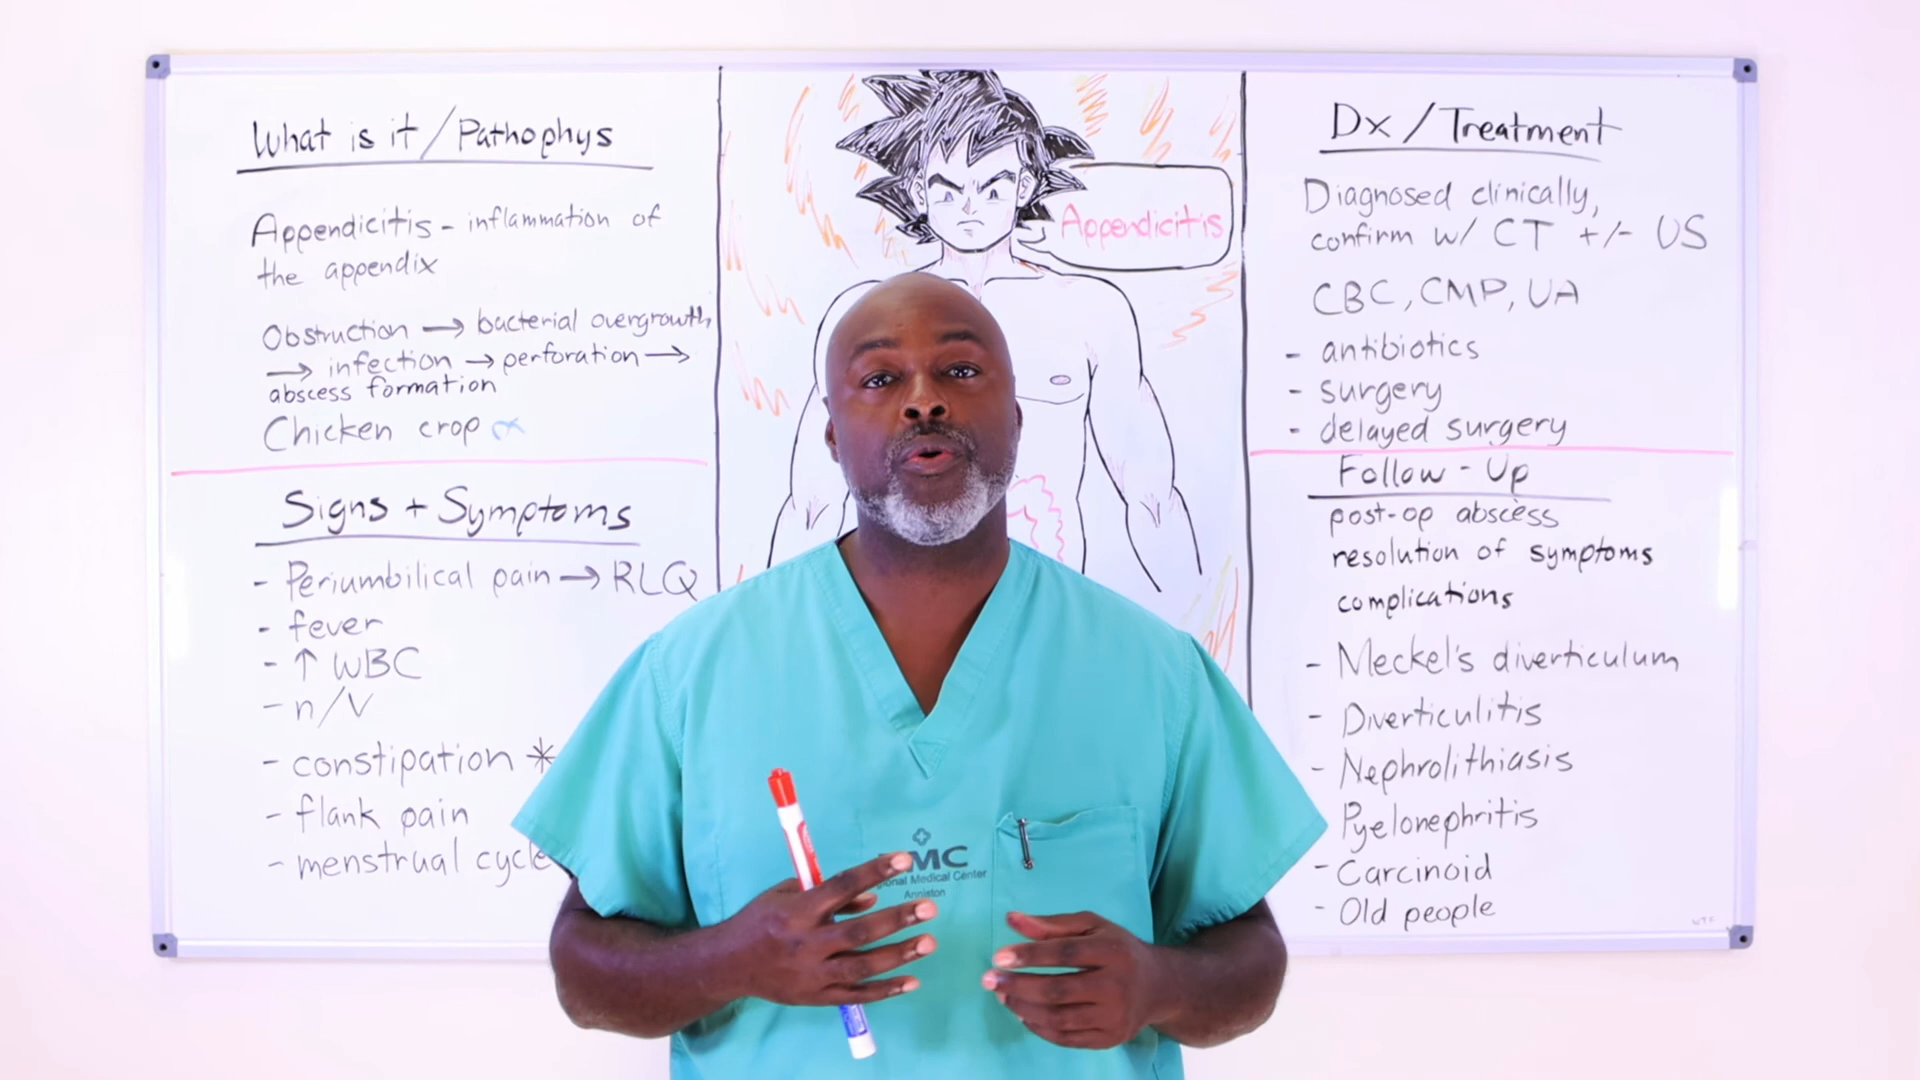 What is it / Pathophys
Appendicitis - inflammation of
the appendix
Obstruction → bacterial overgrowth
→ infection → perforation →
abscess formation
Chicken crop
Signs + Symptoms
- Periumbilical pain → RLQ
- fever
- ↑ WBC
- n/V
- constipation *
- flank pain
- menstrual cycle
Appendicitis
Dx / Treatment
Diagnosed clinically,
confirm w/ CT +/- US
CBC, CMP, UA
- antibiotics
- surgery
- delayed surgery
Follow-Up
post-op abscess
resolution of symptoms
complications
- Meckel's diverticulum
- Diverticulitis
- Nephrolithiasis
Pyelonephritis
- Carcinoid
- Old people
MC
Medical Center
Anniston